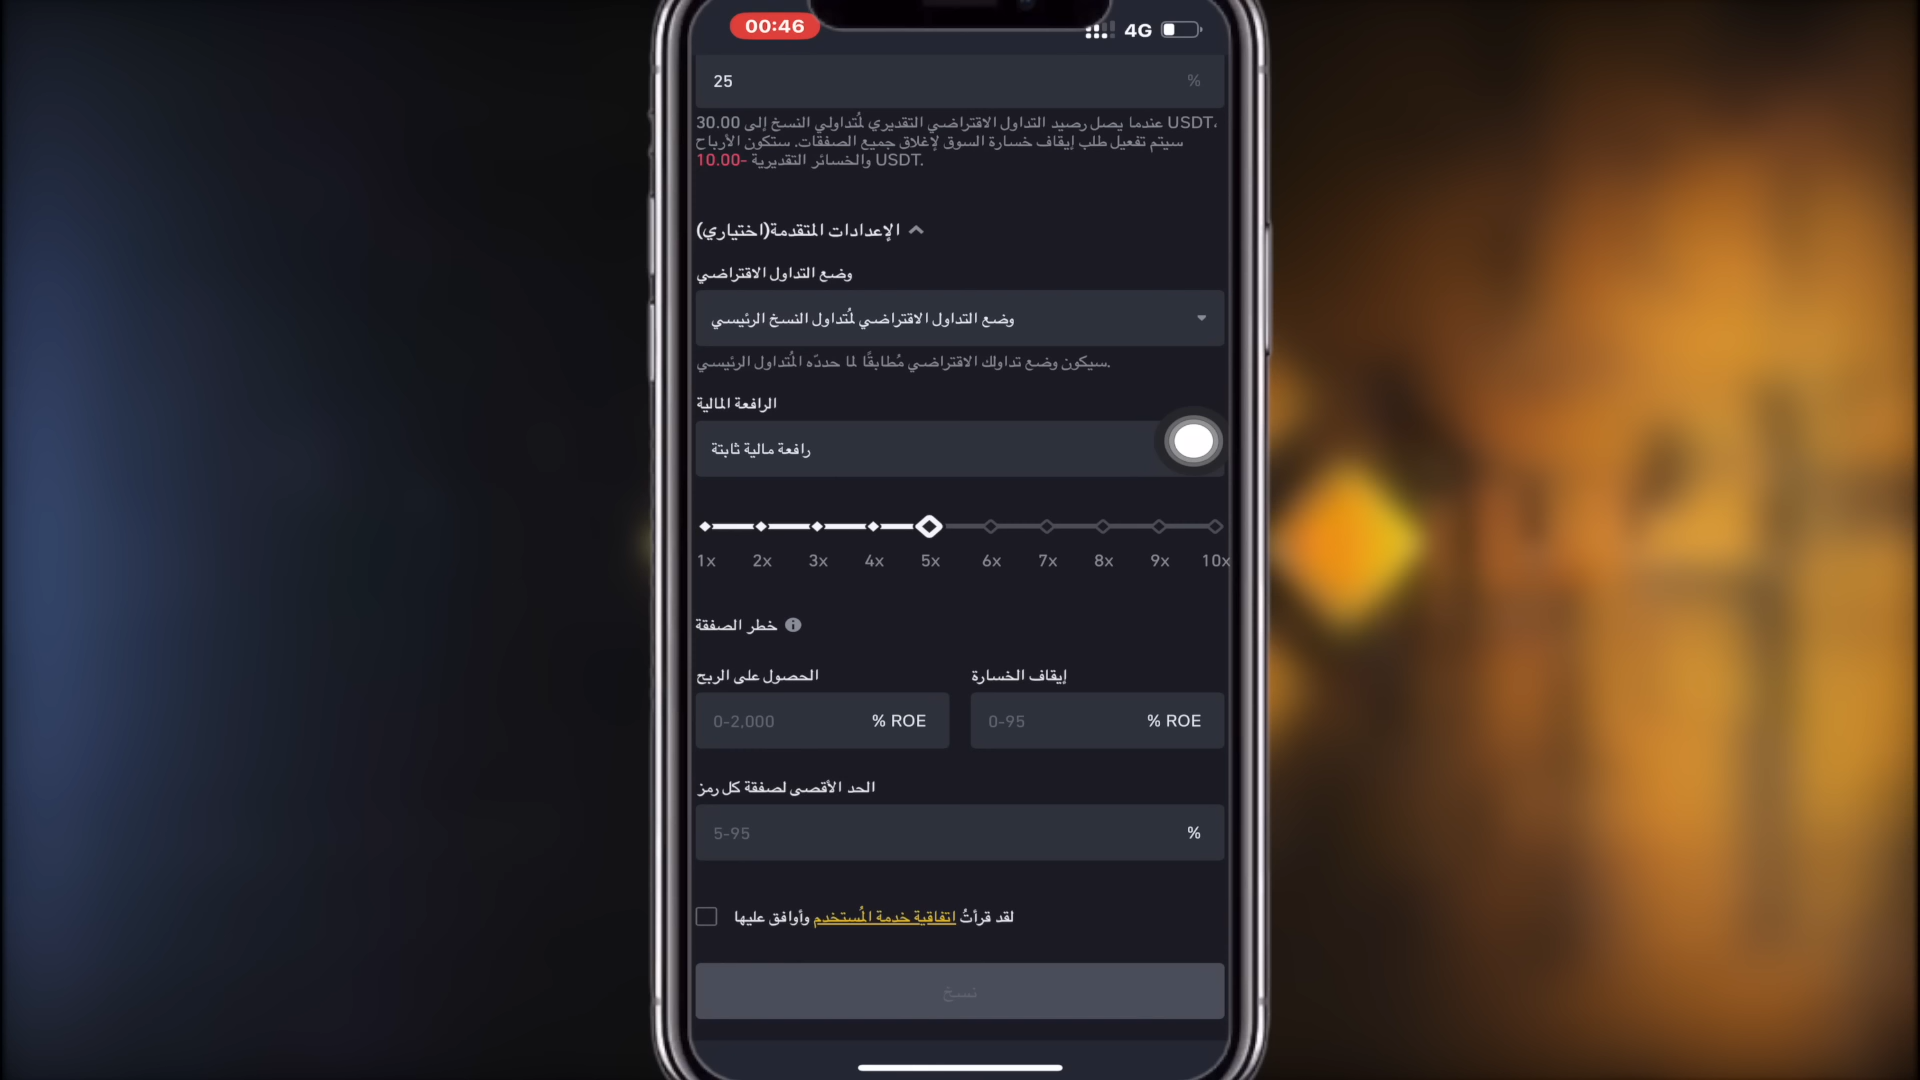 00:46
4G
25 %
عندما يصل رصيد التداول الاقتراضي التقديري لمُتداولي النسخ إلى 30.00 USDT،
سيتم تفعيل طلب إيقاف خسارة السوق لإغلاق جميع الصفقات. ستكون الأرباح
والخسائر التقديرية -10.00 USDT.
الإعدادات المتقدمة(اختياري)
وضع التداول الاقتراضي
وضع التداول الاقتراضي لمُتداول النسخ الرئيسي
سيكون وضع تداولك الاقتراضي مُطابقًا لما حددّه المُتداول الرئيسي.
الرافعة المالية
رافعة مالية ثابتة
1x 2x 3x 4x 5x 6x 7x 8x 9x 10x
خطر الصفقة
الحصول على الربح
إيقاف الخسارة
0-2,000 % ROE
0-95 % ROE
الحد الأقصى لصفقة كل رمز
5-95 %
لقد قرأتُ اتفاقية خدمة المُستخدم وأوافق عليها
نسخ